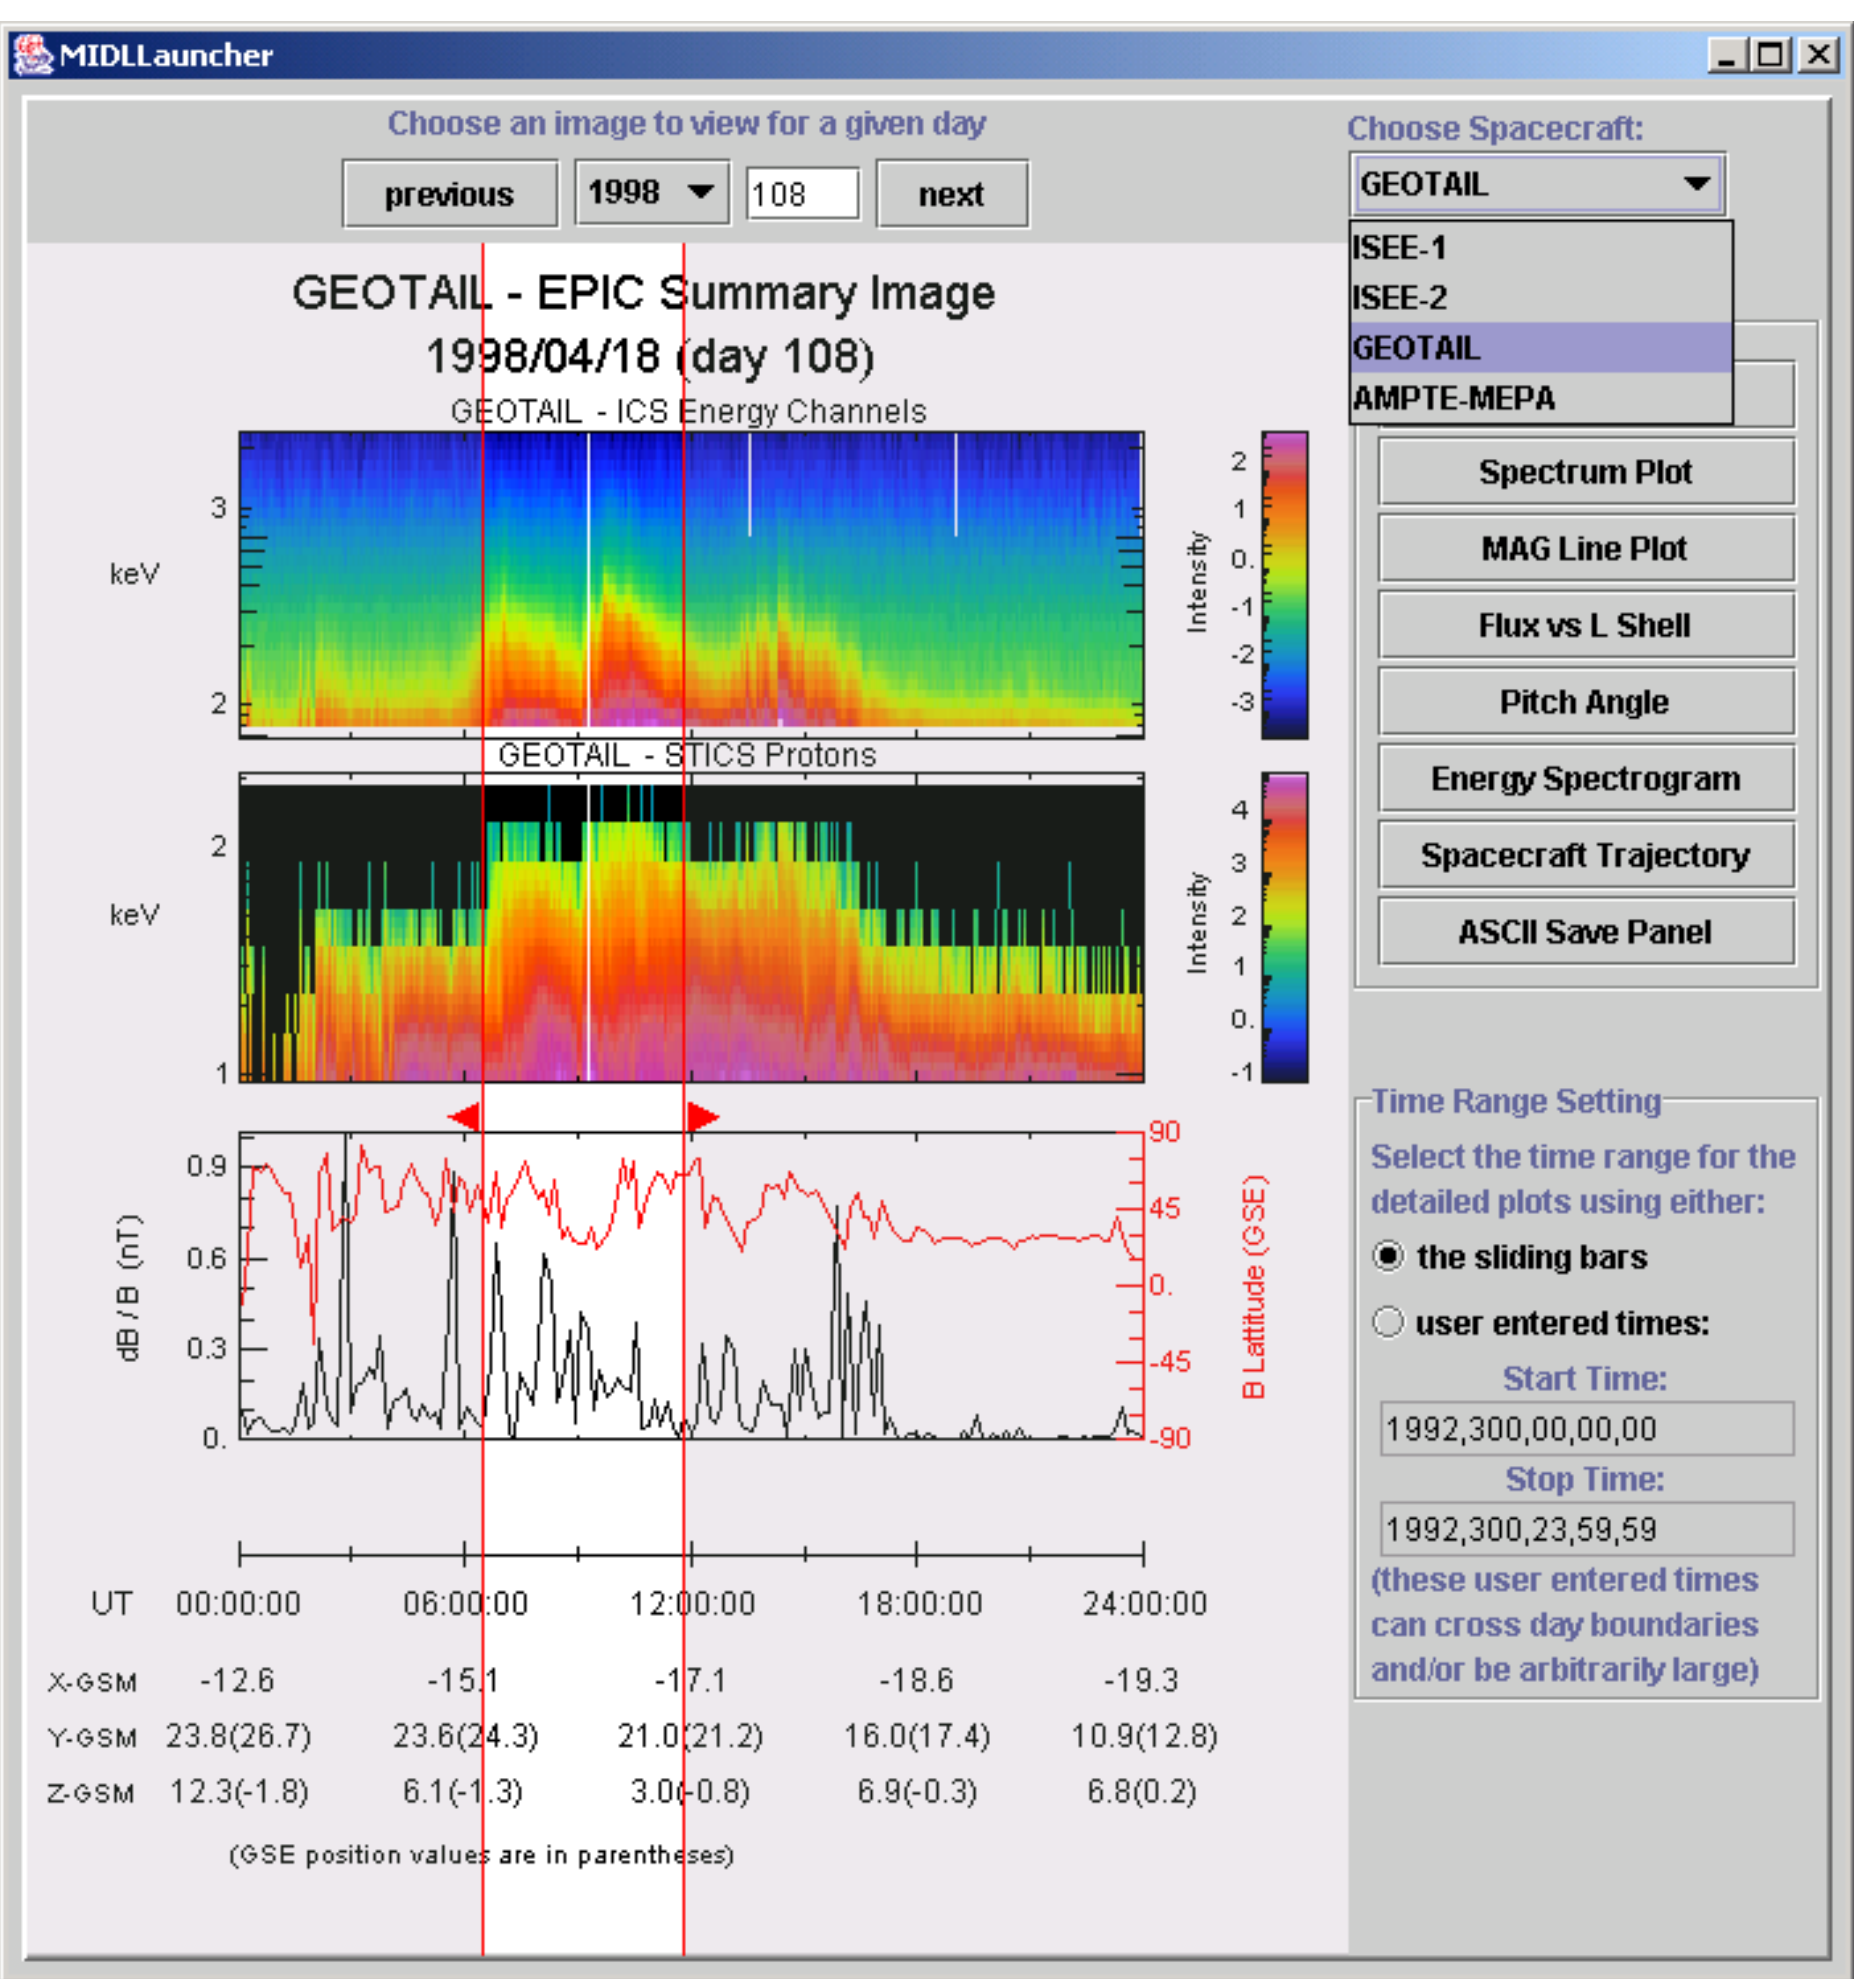 MIDLLauncher
Choose an image to view for a given day
previous 1998 108 next
Choose Spacecraft:
GEOTAIL
ISEE-1
ISEE-2
GEOTAIL
AMPTE-MEPA
Spectrum Plot
MAG Line Plot
Flux vs L Shell
Pitch Angle
Energy Spectrogram
Spacecraft Trajectory
ASCII Save Panel
GEOTAIL - EPIC Summary Image
1998/04/18 (day 108)
GEOTAIL - ICS Energy Channels
3
keV
2
2
1
0.
-1
-2
-3
Intensity
GEOTAIL - STICS Protons
2
keV
1
4
3
2
1
0.
-1
Intensity
0.9
0.6
0.3
0.
dB / B (nT)
90
45
0.
-45
-90
B Lattitude (GSE)
UT 00:00:00 06:00:00 12:00:00 18:00:00 24:00:00
X-GSM -12.6 -15.1 -17.1 -18.6 -19.3
Y-GSM 23.8(26.7) 23.6(24.3) 21.0(21.2) 16.0(17.4) 10.9(12.8)
Z-GSM 12.3(-1.8) 6.1(-1.3) 3.0(-0.8) 6.9(-0.3) 6.8(0.2)
(GSE position values are in parentheses)
Time Range Setting
Select the time range for the
detailed plots using either:
the sliding bars
user entered times:
Start Time:
1992,300,00,00,00
Stop Time:
1992,300,23,59,59
(these user entered times
can cross day boundaries
and/or be arbitrarily large)